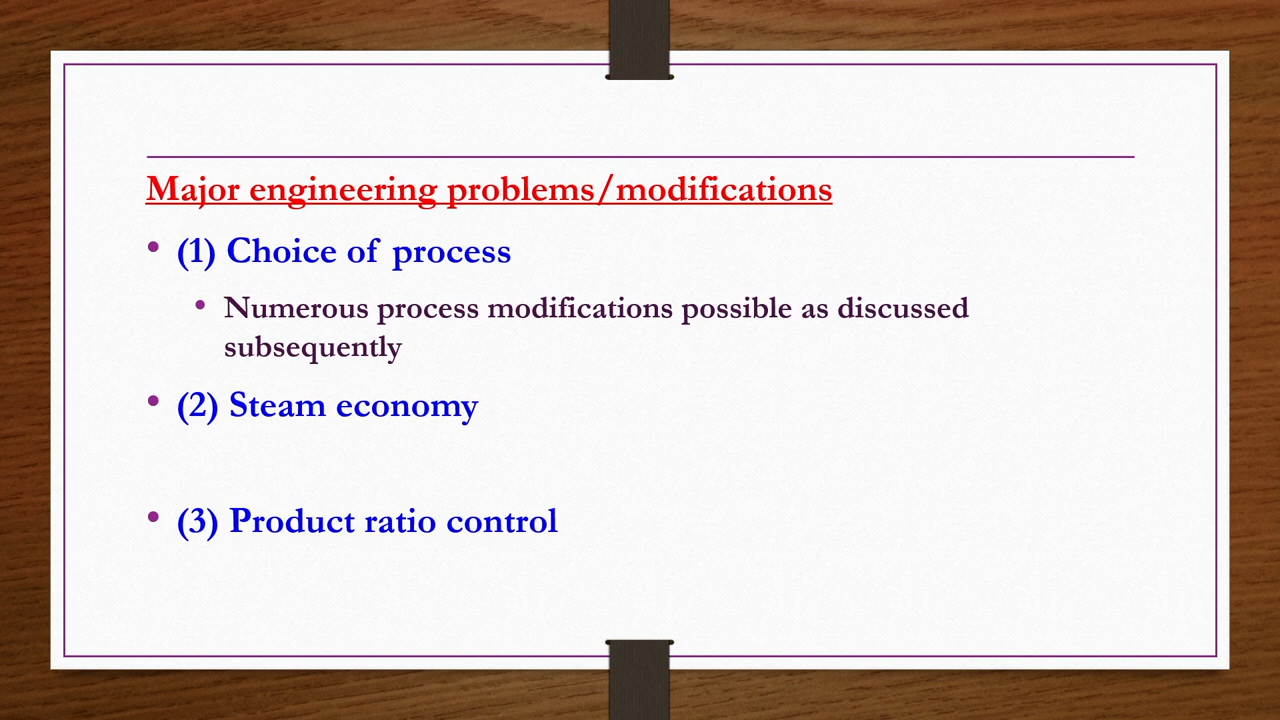 Major engineering problems/modifications
• (1) Choice of process
• Numerous process modifications possible as discussed
subsequently
• (2) Steam economy
• (3) Product ratio control